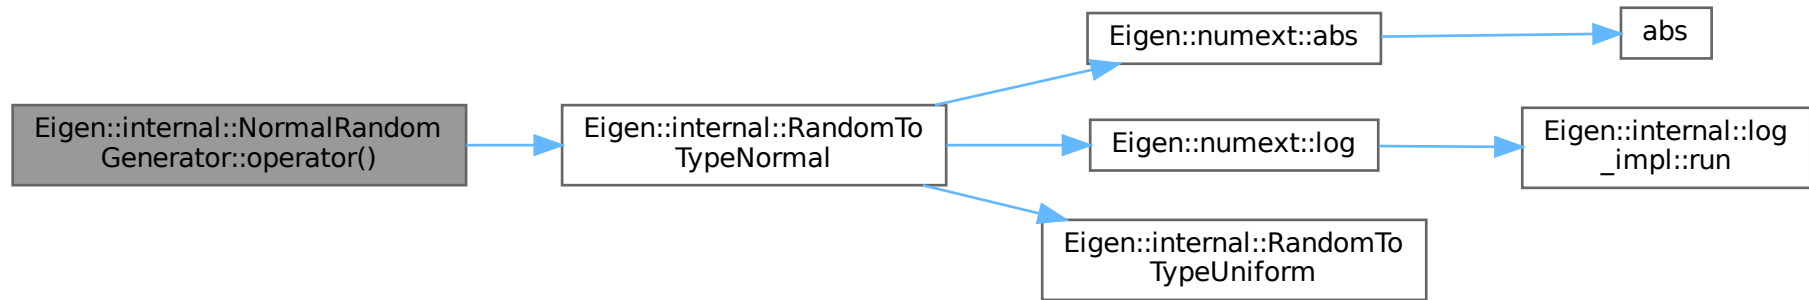 Eigen::internal::NormalRandom
Generator::operator()
Eigen::internal::RandomTo
TypeNormal
Eigen::numext::abs
abs
Eigen::numext::log
Eigen::internal::log
_impl::run
Eigen::internal::RandomTo
TypeUniform